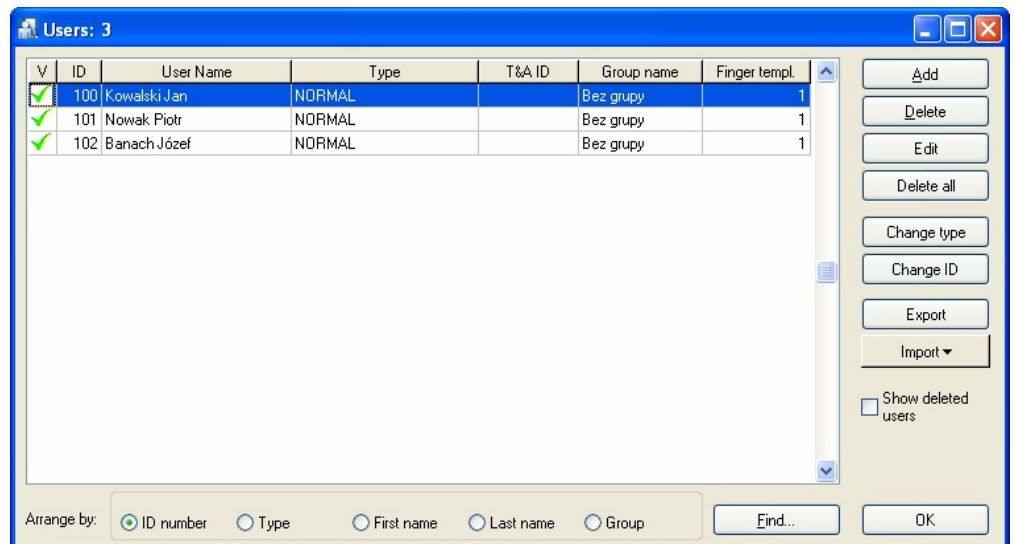 Users: 3
V ID User Name Type T&A ID Group name Finger templ.
100 Kowalski Jan NORMAL Bez grupy 1
101 Nowak Piotr NORMAL Bez grupy 1
102 Banach Józef NORMAL Bez grupy 1
Add
Delete
Edit
Delete all
Change type
Change ID
Export
Import
Show deleted
users
Arrange by: ID number Type First name Last name Group Find... OK